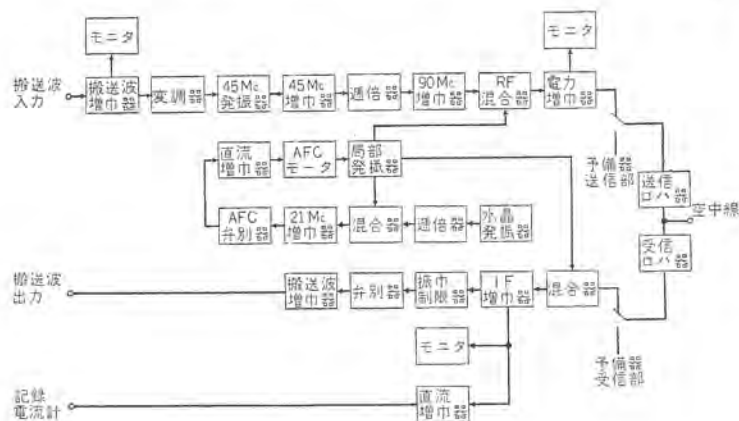 モニタ
モニタ
搬送波
入力
搬送波
増巾器
変調器
45Mc
発振器
45Mc
増巾器
逓倍器
90Mc
増巾器
RF
混合器
電力
増巾器
直流
増巾器
AFC
モータ
局部
発振器
予備器
送信部
送信
ロハ器
空中線
AFC
弁別器
21Mc
増巾器
混合器
逓倍器
水晶
発振器
受信
ロハ器
搬送波
出力
搬送波
増巾器
弁別器
振巾
制限器
IF
増巾器
混合器
モニタ
予備器
受信部
記録
電流計
直流
増巾器